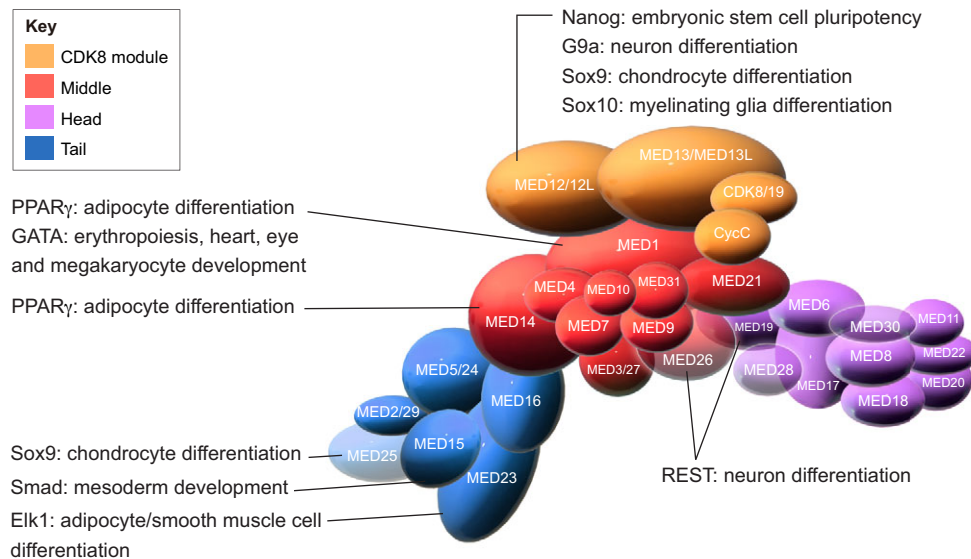 Key
CDK8 module
Middle
Head
Tail
Nanog: embryonic stem cell pluripotency
G9a: neuron differentiation
Sox9: chondrocyte differentiation
Sox10: myelinating glia differentiation
PPARγ: adipocyte differentiation
GATA: erythropoiesis, heart, eye
and megakaryocyte development
PPARγ: adipocyte differentiation
MED13/MED13L
MED12/12L
CDK8/19
CycC
MED1
MED4
MED10
MED31
MED21
MED14
MED7
MED9
MED3/27
MED26
MED19
MED6
MED30
MED11
MED8
MED22
MED28
MED17
MED18
MED20
MED5/24
MED16
MED2/29
MED15
MED25
MED23
Sox9: chondrocyte differentiation
Smad: mesoderm development
Elk1: adipocyte/smooth muscle cell
differentiation
REST: neuron differentiation